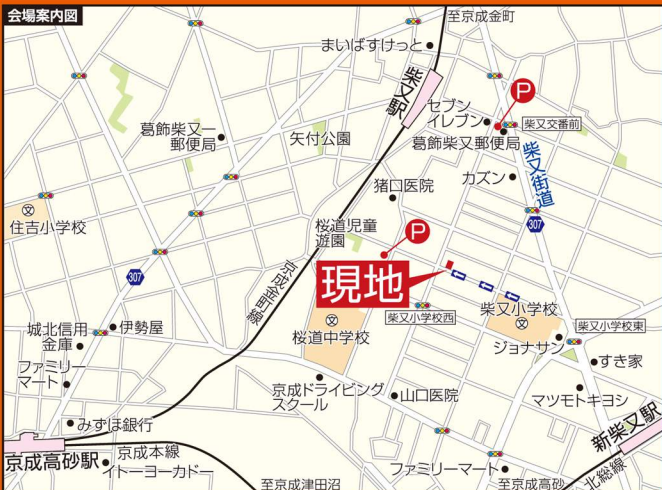 会場案内図
至京成金町
まいばすけっと
柴又駅
P
セブン
イレブン
柴又交番前
葛飾柴又一
郵便局
矢付公園
葛飾柴又郵便局
柴又街道
カズン
猪口医院
住吉小学校
桜道児童
遊園
P
307
307
京成金町線
現地
柴又小学校
柴又小学校西
柴又小学校東
城北信用
金庫
伊勢屋
桜道中学校
ジョナサン
すき家
ファミリー
マート
京成ドライビング
スクール
山口医院
マツモトキヨシ
みずほ銀行
新柴又駅
京成高砂駅
京成本線
イトーヨーカドー
ファミリーマート
北総線
至京成津田沼
至京成高砂